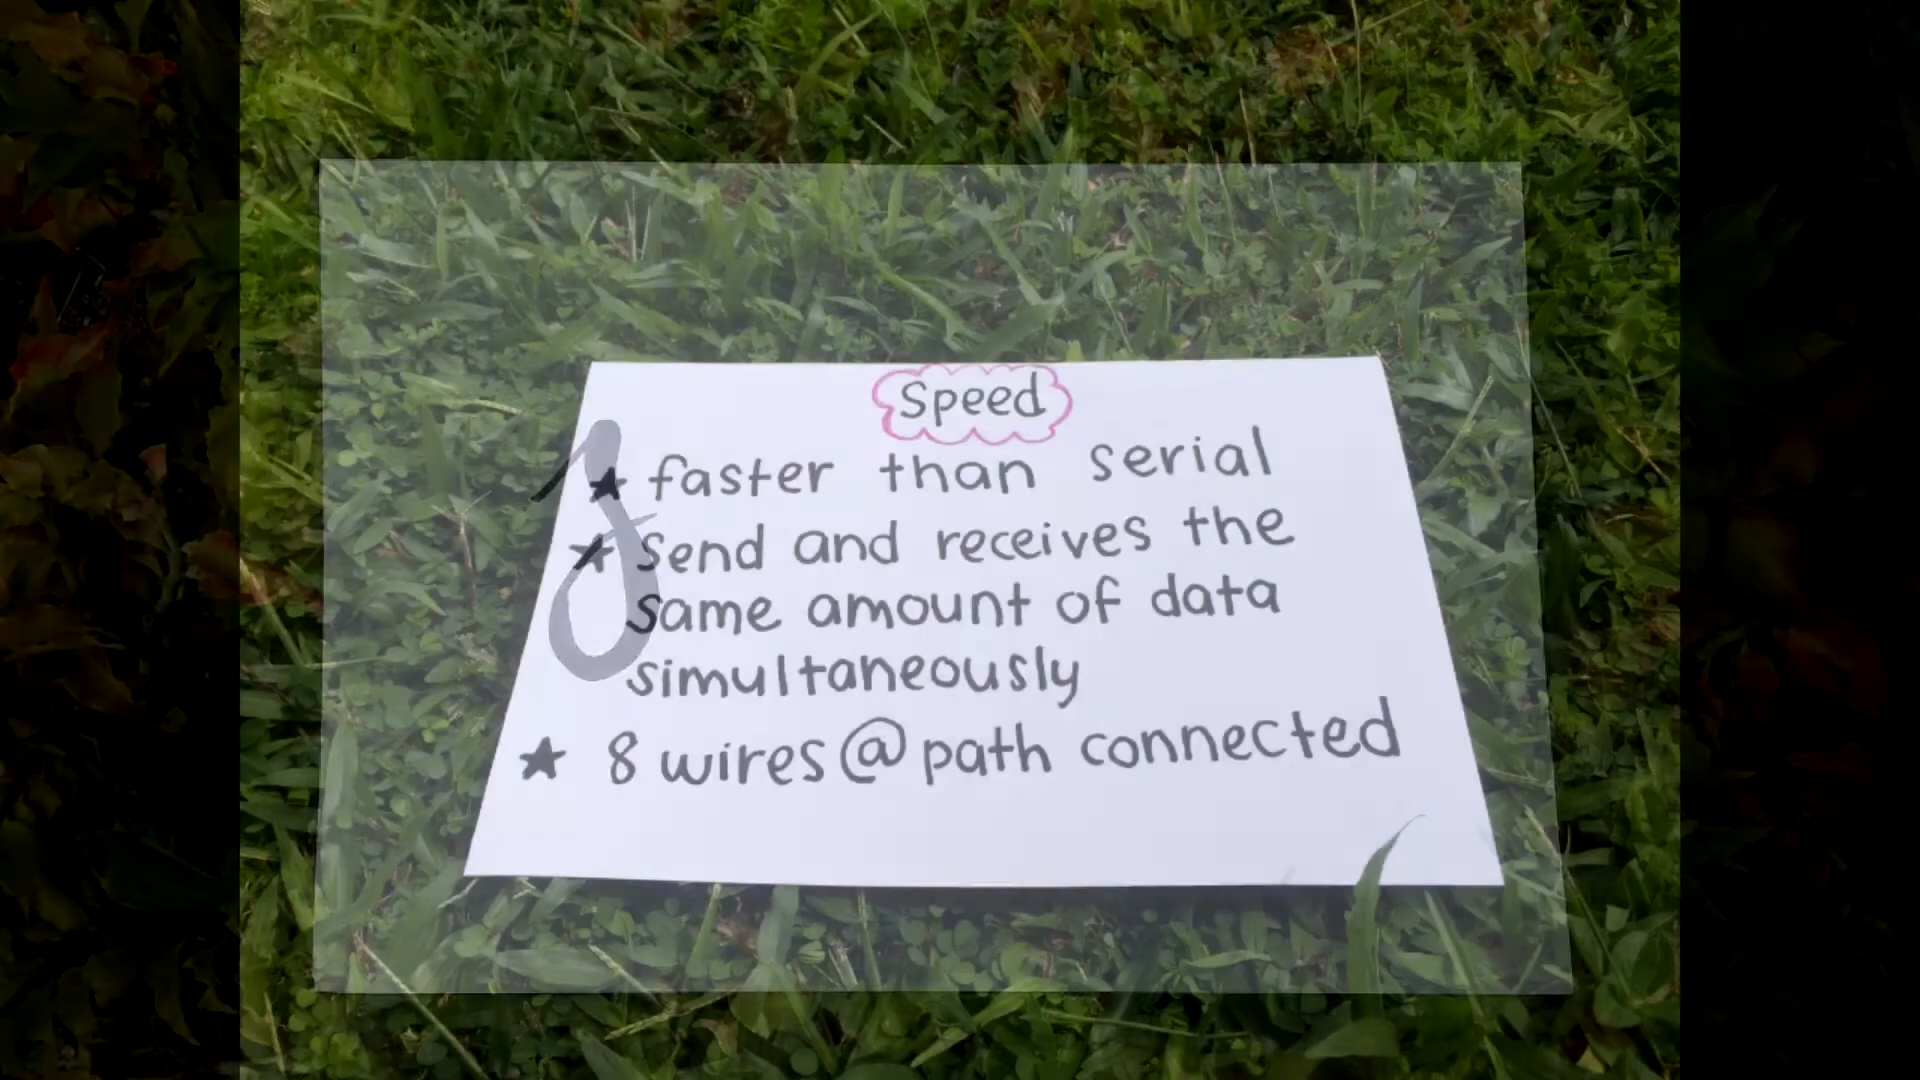 Speed
★ faster than serial
★ send and receives the
same amount of data
simultaneously
★ 8 wires @ path connected